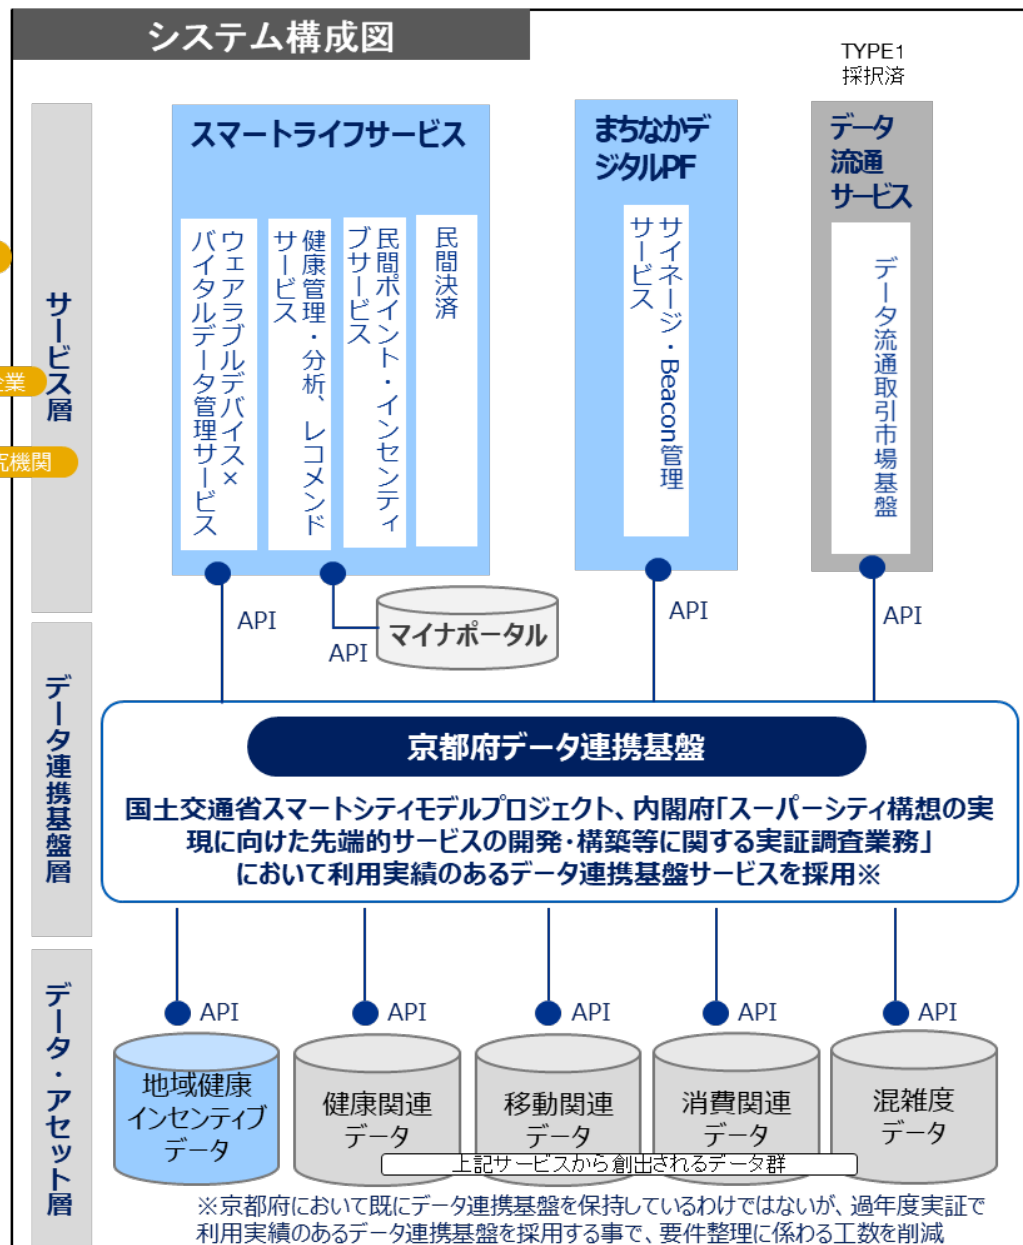 システム構成図
TYPE1
採択済
スマートライフサービス
ウェアラブルデバイス×
バイタルデータ管理サービス
健康管理・分析、レコメンド
サービス
民間ポイント・インセンティ
ブサービス
民間決済
まちなかデ
ジタルPF
サイネージ・Beacon管理
サービス
データ
流通
サービス
データ流通取引市場基盤
サービス層
企業
究機関
API
API
マイナポータル
API
API
データ連携基盤層
京都府データ連携基盤
国土交通省スマートシティモデルプロジェクト、内閣府「スーパーシティ構想の実
現に向けた先端的サービスの開発・構築等に関する実証調査業務」
において利用実績のあるデータ連携基盤サービスを採用※
データ・アセット層
API
API
API
API
API
地域健康
インセンティブ
データ
健康関連
データ
移動関連
データ
消費関連
データ
混雑度
データ
上記サービスから創出されるデータ群
※京都府において既にデータ連携基盤を保持しているわけではないが、過年度実証で
利用実績のあるデータ連携基盤を採用する事で、要件整理に係わる工数を削減